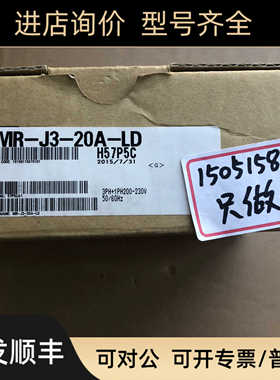 进店询价 型号齐全
MR-J3-20A-LD
H57P5C
2015/7/31
<G>
3PH+1PH200-230V
50/60Hz
1505158
只做
发顺丰
可对公 可开专票/普